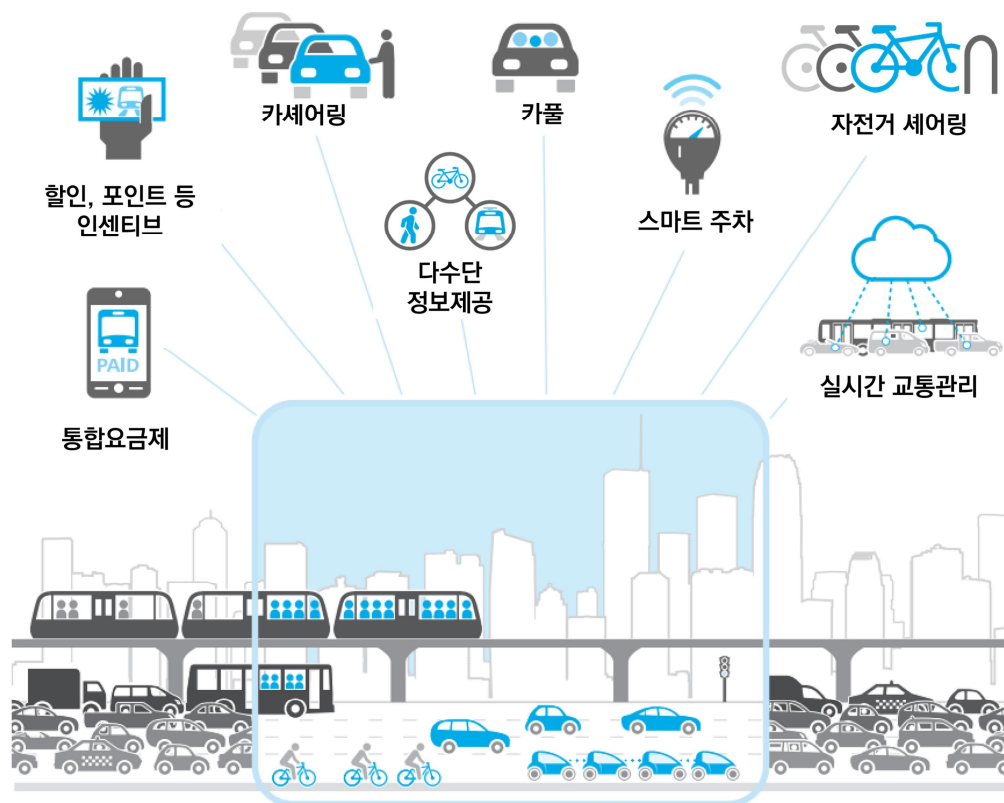 카셰어링
카풀
자전거 셰어링
할인, 포인트 등
인센티브
다수단
정보제공
스마트 주차
PAID
통합요금제
실시간 교통관리